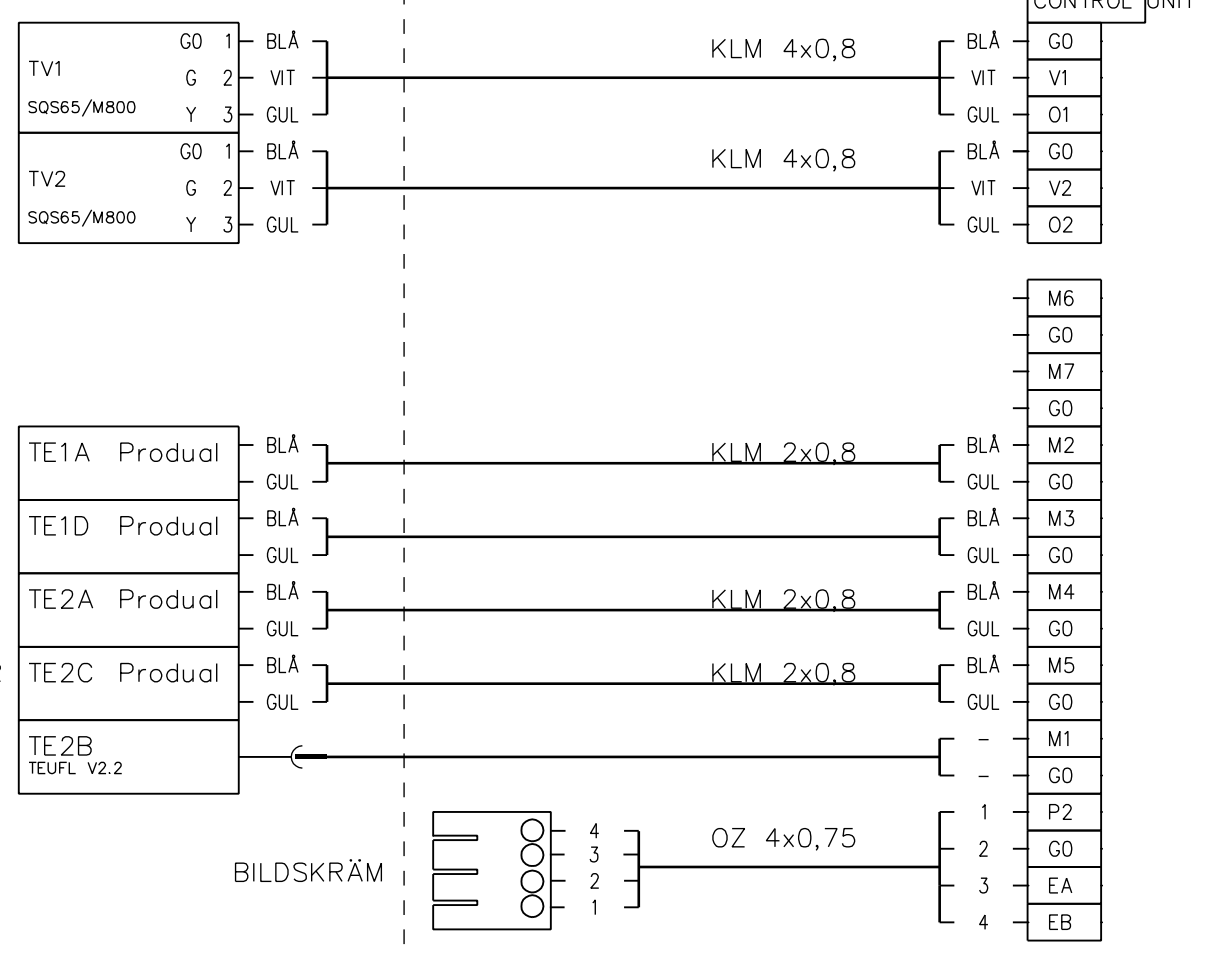 CONTROL UNIT
G0 1 BLÅ KLM 4x0,8 BLÅ G0
TV1 G 2 VIT VIT V1
SQS65/M800 Y 3 GUL GUL O1
G0 1 BLÅ KLM 4x0,8 BLÅ G0
TV2 G 2 VIT VIT V2
SQS65/M800 Y 3 GUL GUL O2
M6
G0
M7
G0
TE1A Produal BLÅ KLM 2x0,8 BLÅ M2
GUL GUL G0
TE1D Produal BLÅ BLÅ M3
GUL GUL G0
TE2A Produal BLÅ KLM 2x0,8 BLÅ M4
GUL GUL G0
TE2C Produal BLÅ KLM 2x0,8 BLÅ M5
GUL GUL G0
TE2B - M1
TEUFL V2.2 - G0
1 P2
4 OZ 4x0,75 2 G0
3
BILDSKRÄM 2 3 EA
1 4 EB